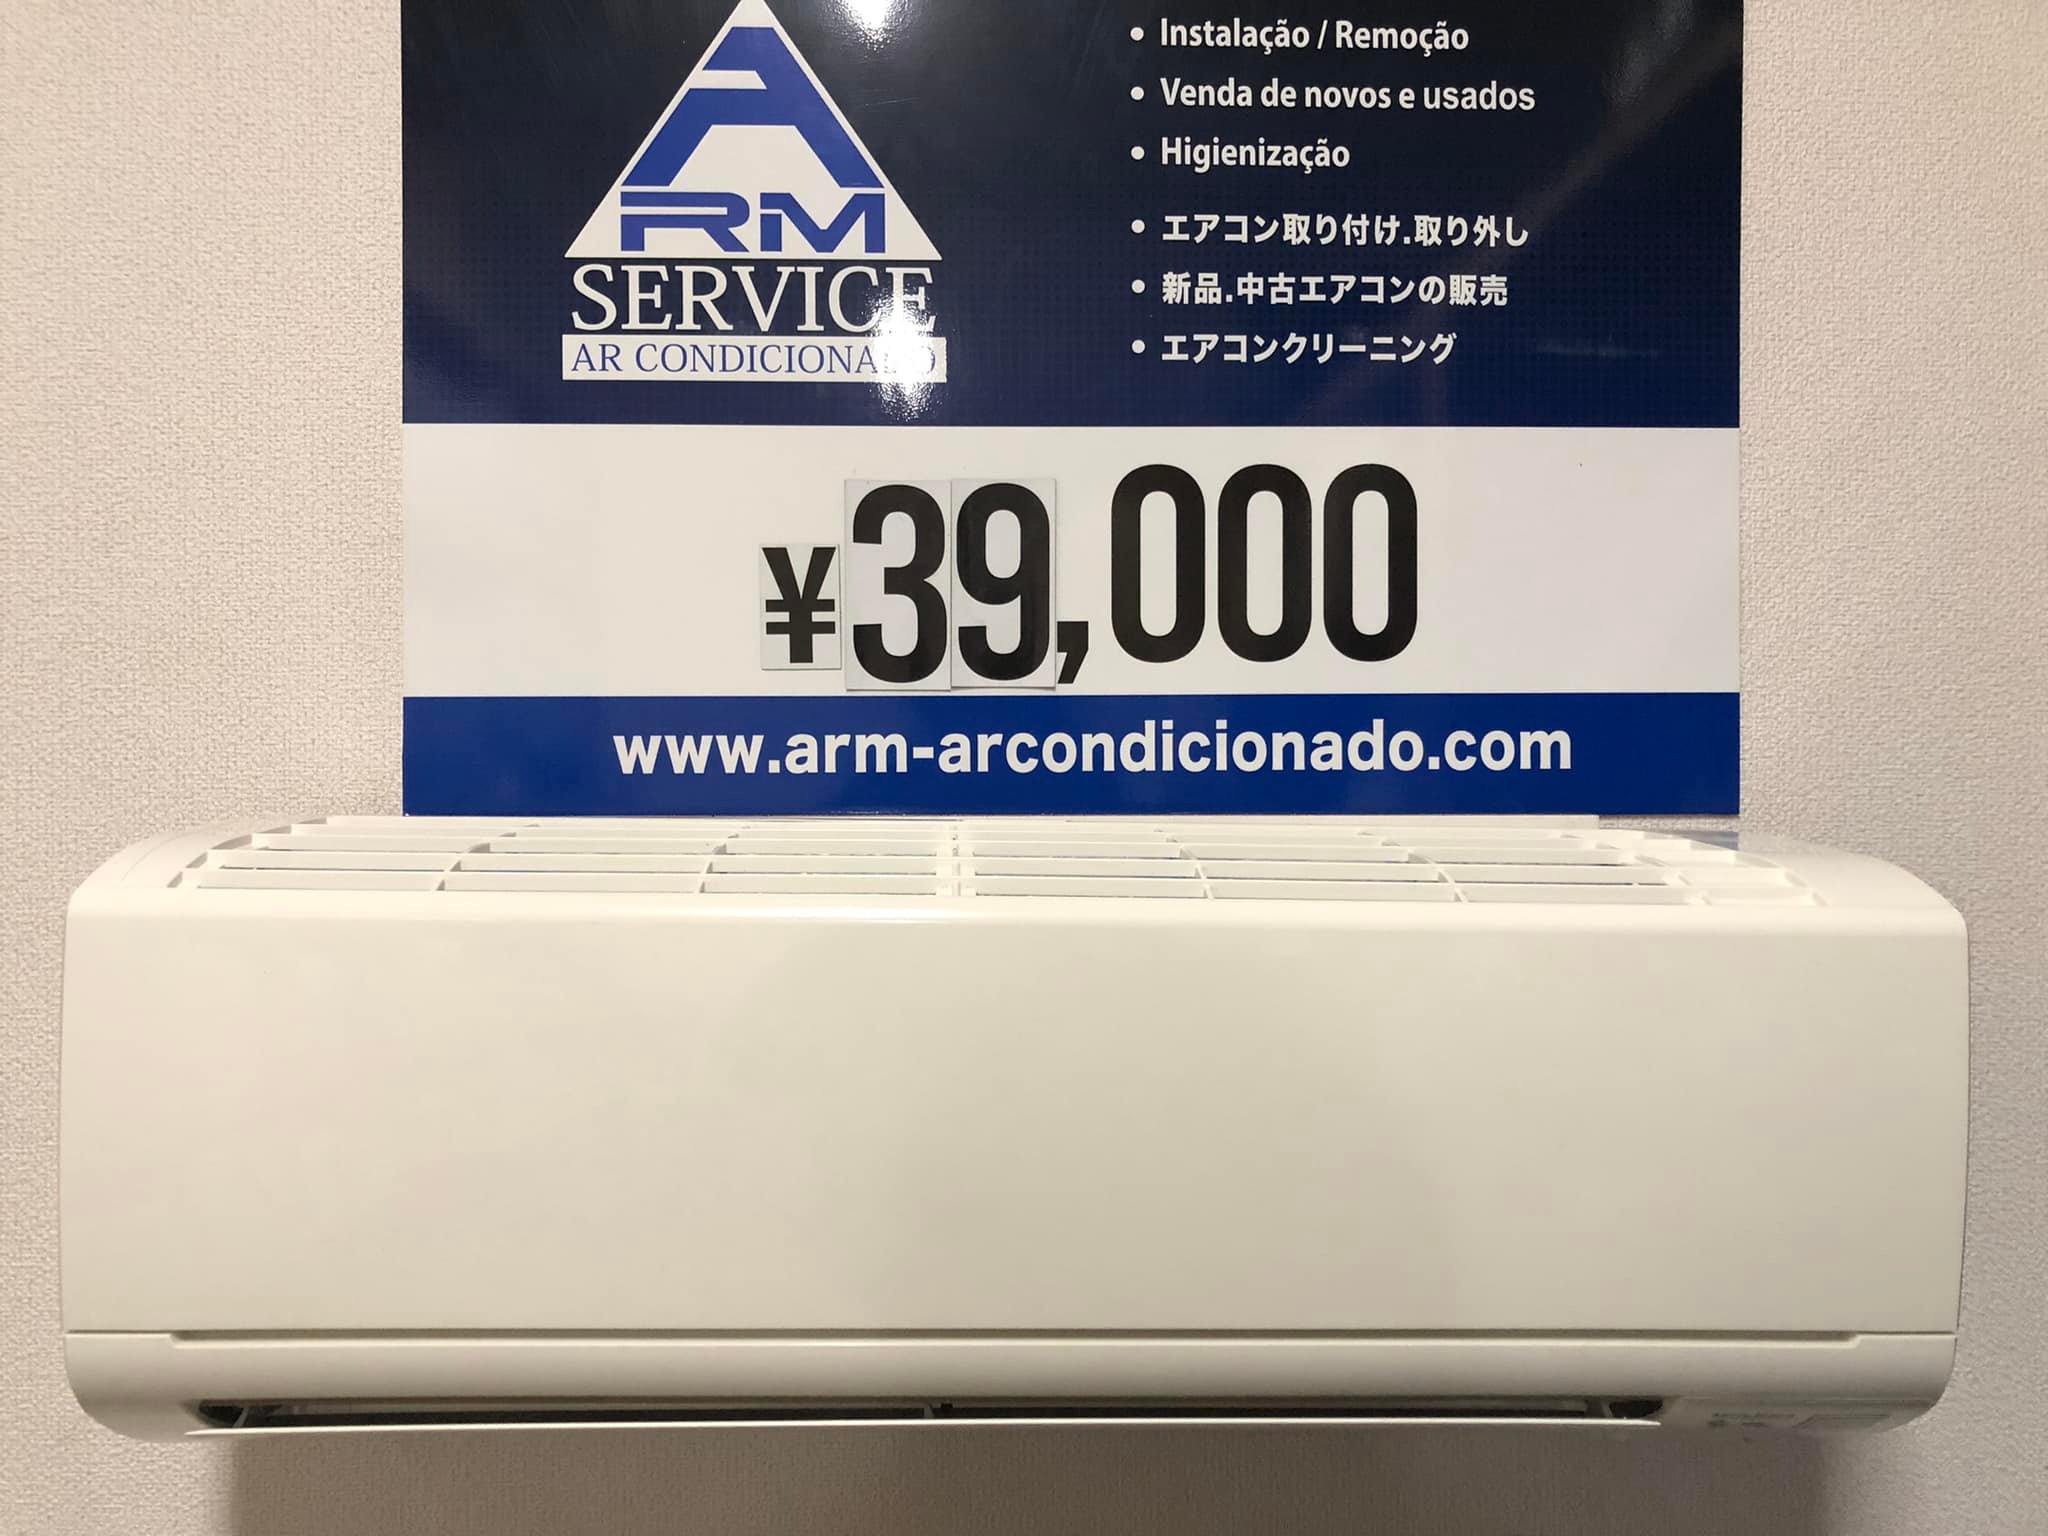 ARM
SERVICE
AR CONDICIONADO
• Instalação / Remoção
• Venda de novos e usados
• Higienização
• エアコン取り付け.取り外し
• 新品.中古エアコンの販売
• エアコンクリーニング
¥39,000
www.arm-arcondicionado.com